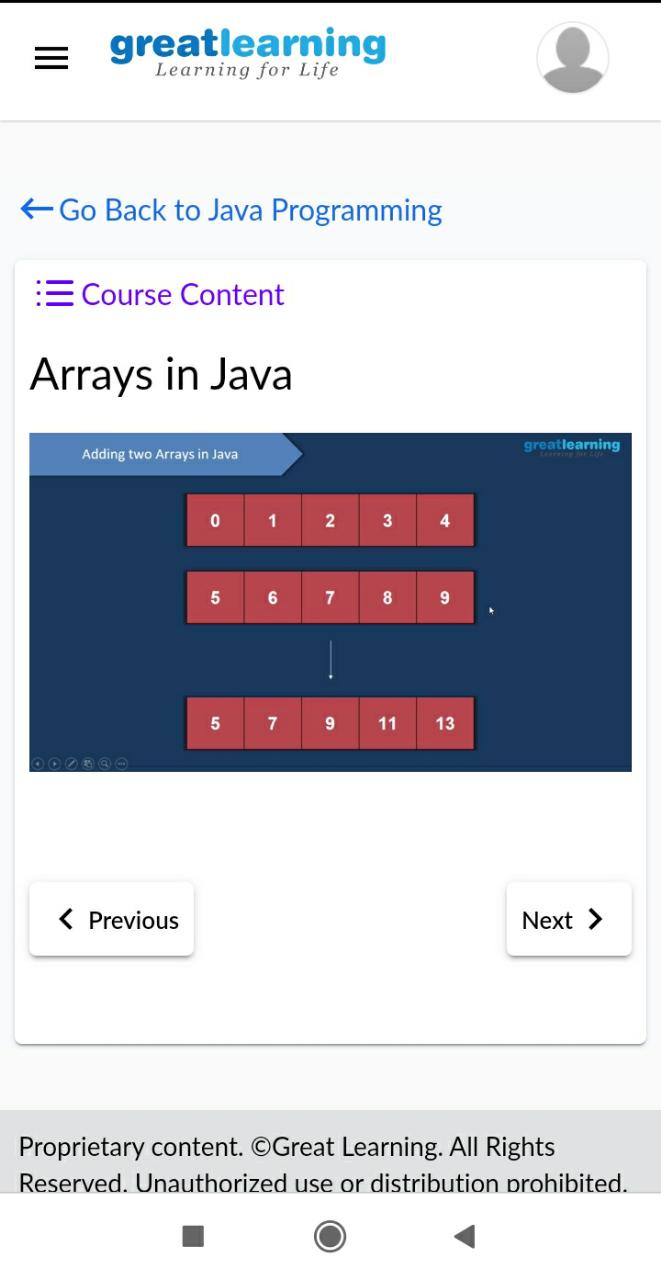 greatlearning
Learning for Life
Go Back to Java Programming
Course Content
Arrays in Java
Adding two Arrays in Java
greatlearning
Learning for Life
0 1 2 3 4
5 6 7 8 9
5 7 9 11 13
Previous
Next
Proprietary content. ©Great Learning. All Rights
Reserved. Unauthorized use or distribution prohibited.